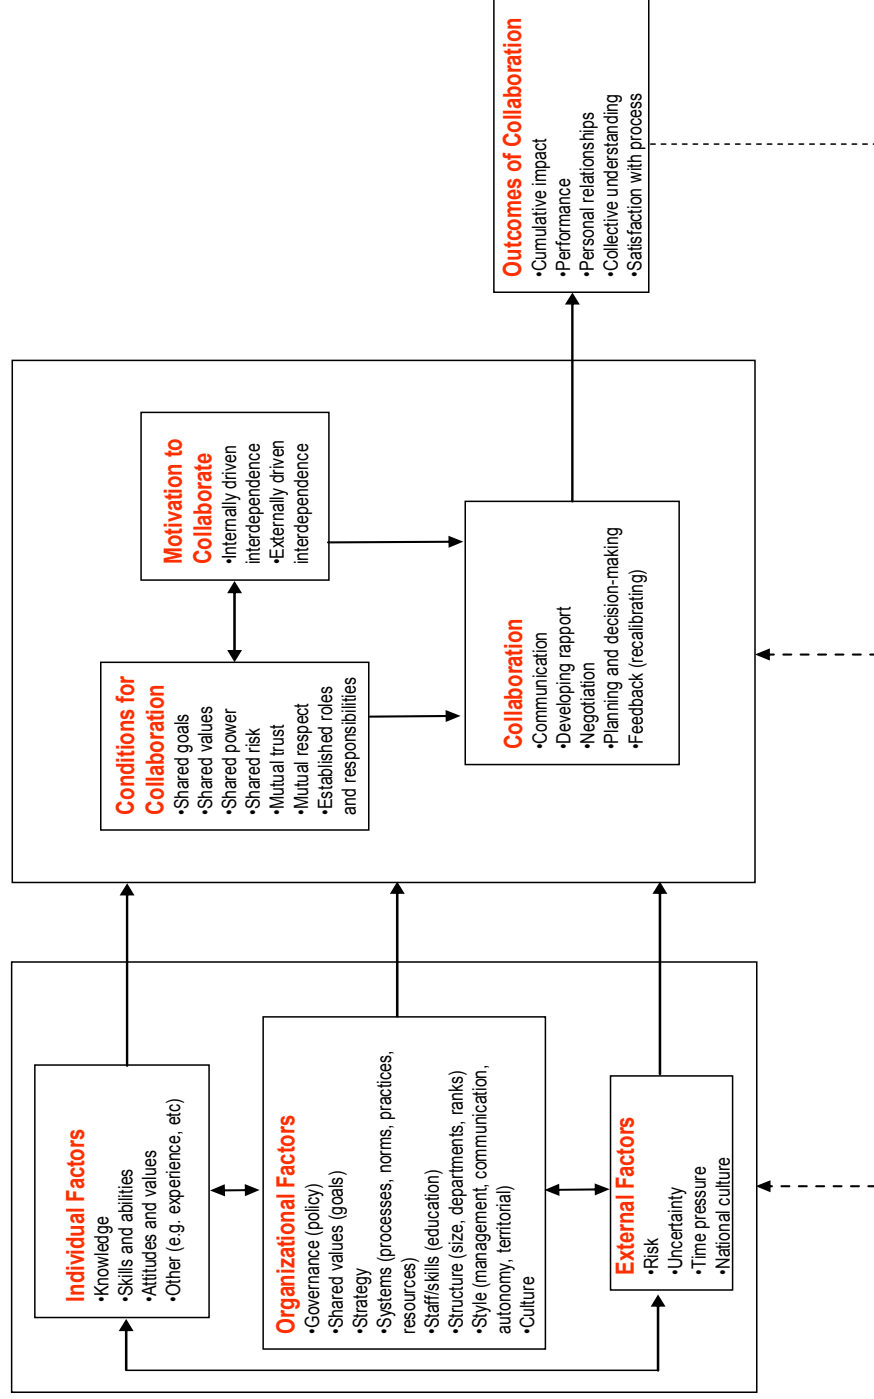 Individual Factors
•Knowledge
•Skills and abilities
•Attitudes and values
•Other (e.g. experience, etc)
Organizational Factors
•Governance (policy)
•Shared values (goals)
•Strategy
•Systems (processes, norms, practices,
resources)
•Staff/skills (education)
•Structure (size, departments, ranks)
•Style (management, communication,
autonomy, territorial)
•Culture
External Factors
•Risk
•Uncertainty
•Time pressure
•National culture
Conditions for
Collaboration
•Shared goals
•Shared values
•Shared power
•Shared risk
•Mutual trust
•Mutual respect
•Established roles
and responsibilities
Motivation to
Collaborate
•Internally driven
interdependence
•Externally driven
interdependence
Collaboration
•Communication
•Developing rapport
•Negotiation
•Planning and decision-making
•Feedback (recalibrating)
Outcomes of Collaboration
•Cumulative impact
•Performance
•Personal relationships
•Collective understanding
•Satisfaction with process